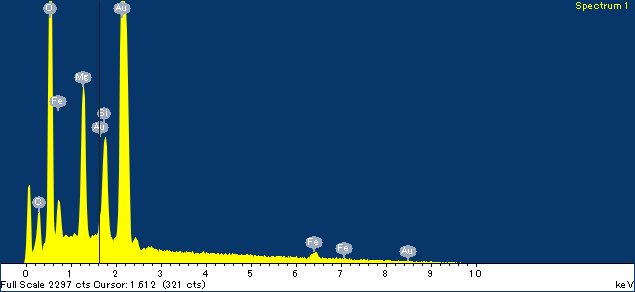 Spectrum 1
O
Au
Mg
Fe
Si
Au
O
Fe
Fe
Au
0 1 2 3 4 5 6 7 8 9 10
Full Scale 2297 cts Cursor: 1.612 (321 cts) keV